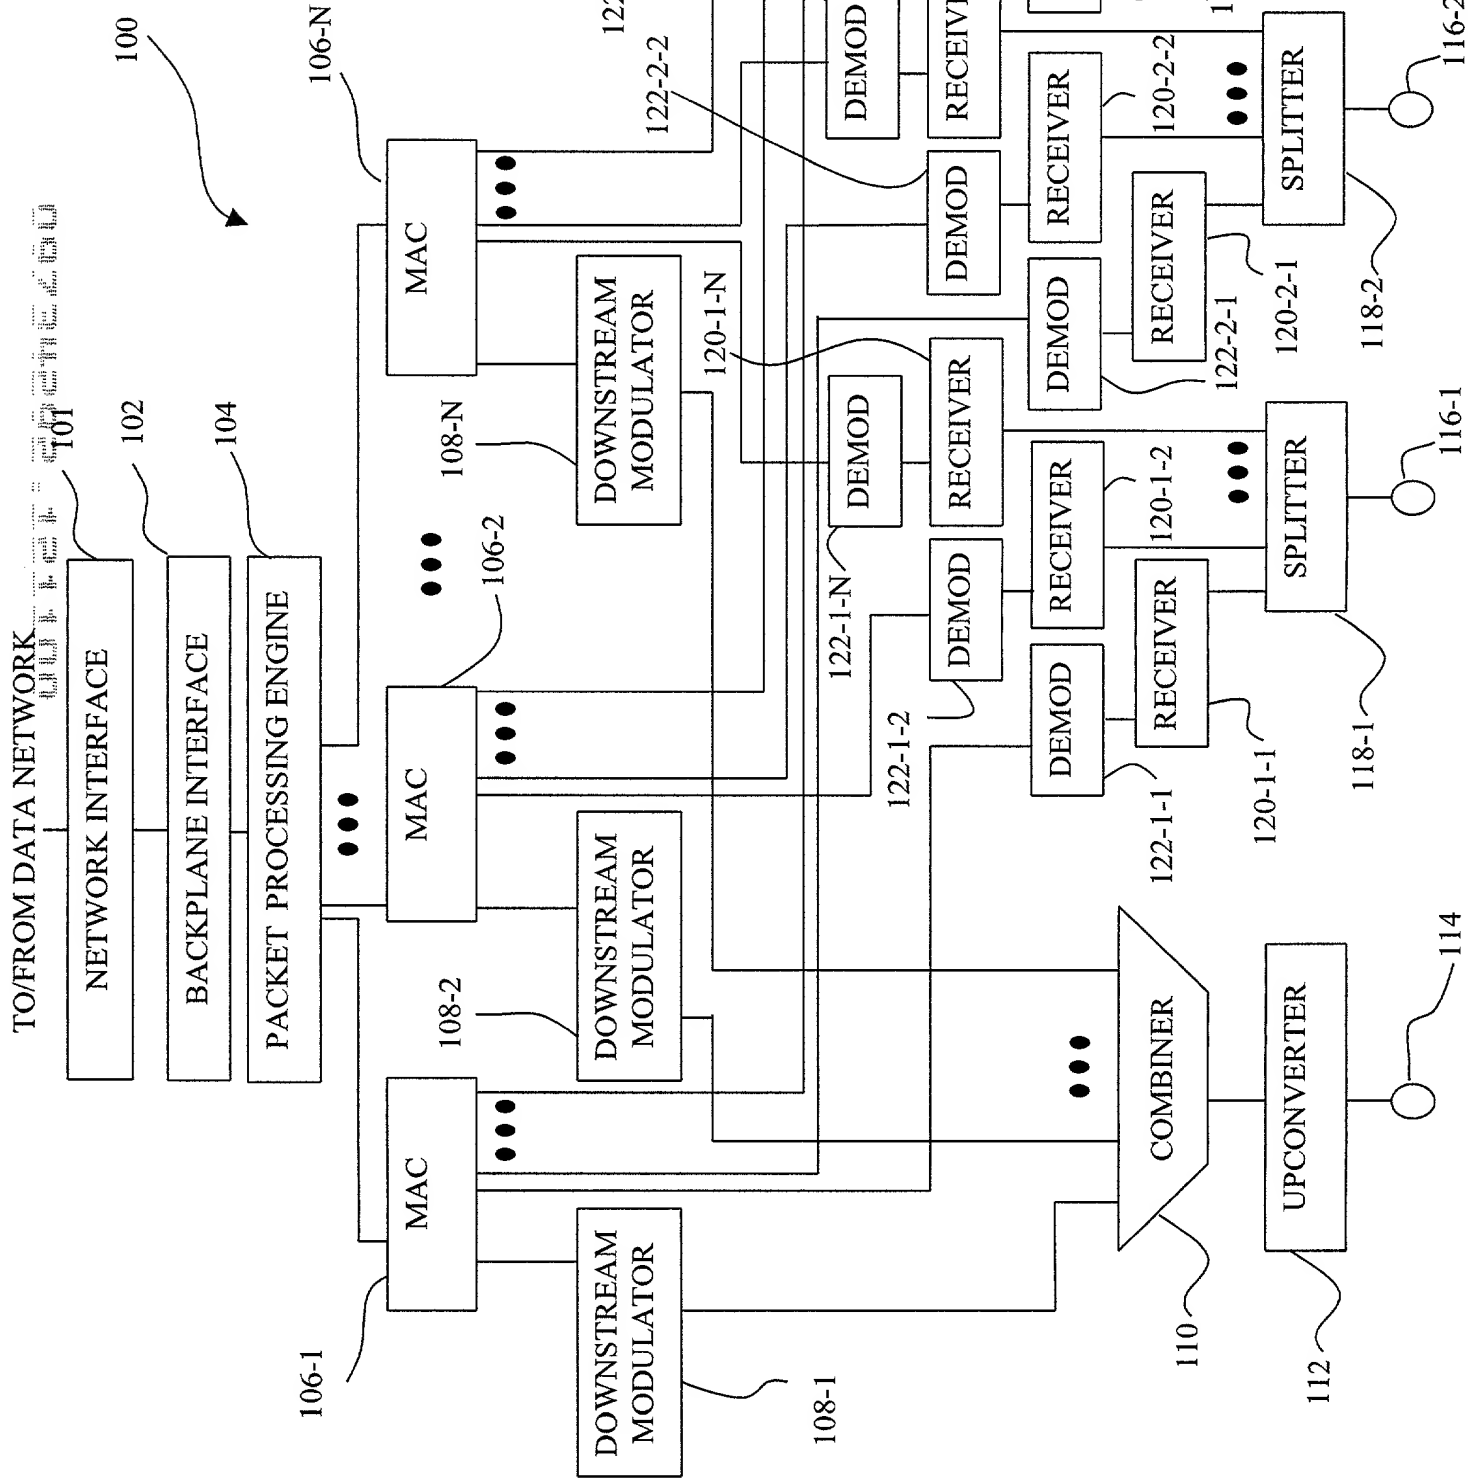 TO/FROM DATA NETWORK
101
NETWORK INTERFACE
102
BACKPLANE INTERFACE
104
PACKET PROCESSING ENGINE
100
106-1
MAC
106-2
MAC
106-N
MAC
108-1
DOWNSTREAM
MODULATOR
108-2
DOWNSTREAM
MODULATOR
108-N
DOWNSTREAM
MODULATOR
110
COMBINER
112
UPCONVERTER
114
122-1-1
DEMOD
120-1-1
RECEIVER
122-1-2
DEMOD
120-1-2
RECEIVER
122-1-N
DEMOD
120-1-N
RECEIVER
118-1
SPLITTER
116-1
122-2-1
DEMOD
120-2-1
RECEIVER
122-2-2
DEMOD
120-2-2
RECEIVER
122
DEMOD
RECEIV
118-2
SPLITTER
116-2